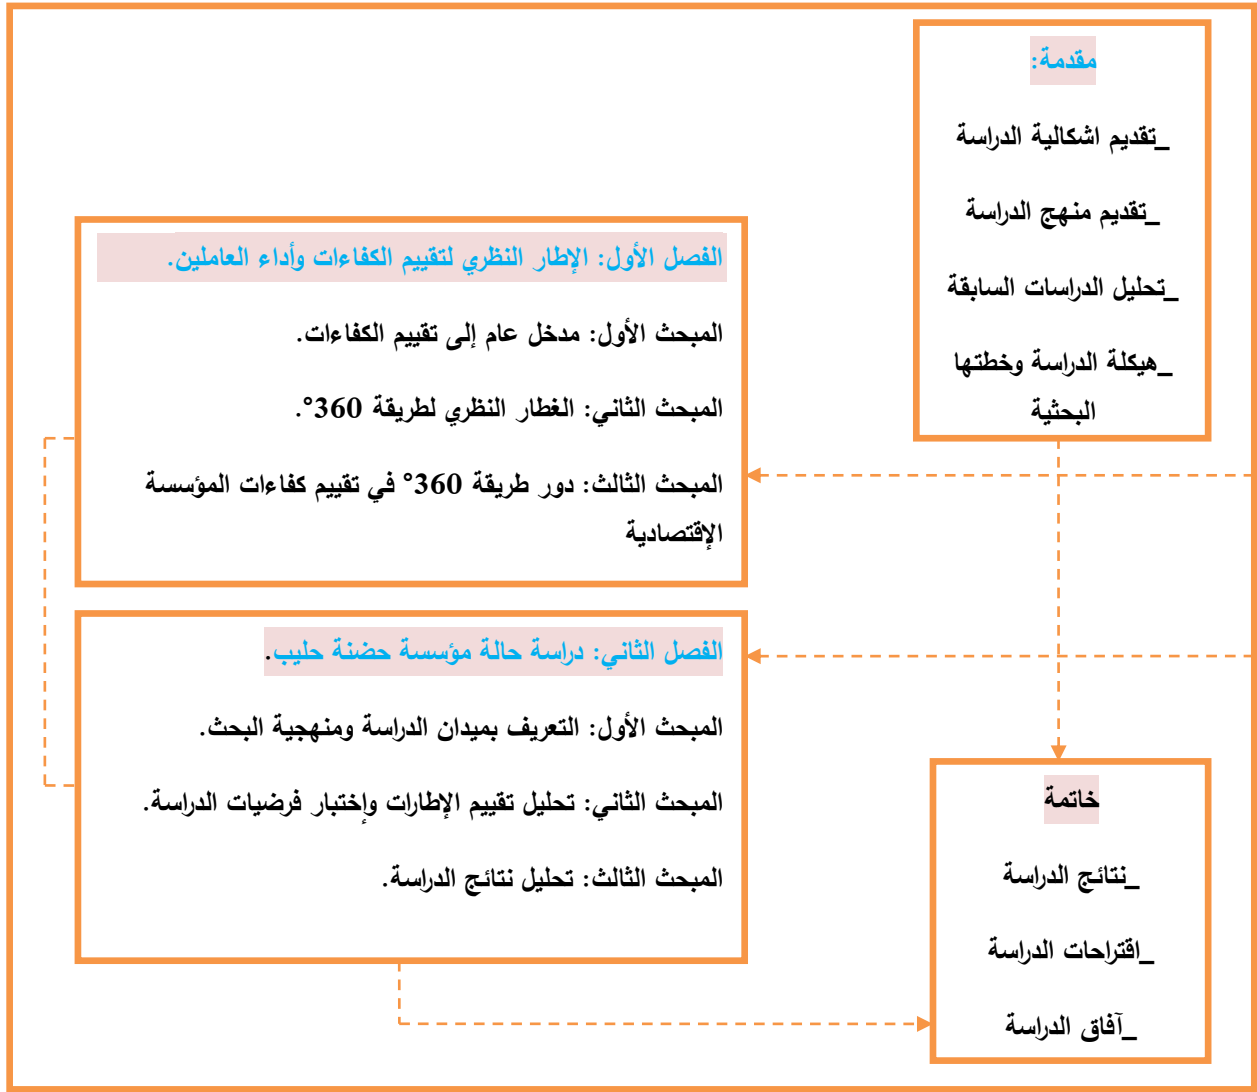 مقدمة:
_تقديم اشكالية الدراسة
_تقديم منهج الدراسة
_تحليل الدراسات السابقة
_هيكلة الدراسة وخطتها
البحثية
الفصل الأول: الإطار النظري لتقييم الكفاءات وأداء العاملين.
المبحث الأول: مدخل عام إلى تقييم الكفاءات.
المبحث الثاني: الغطار النظري لطريقة 360°.
المبحث الثالث: دور طريقة 360° في تقييم كفاءات المؤسسة
الإقتصادية
الفصل الثاني: دراسة حالة مؤسسة حضنة حليب.
المبحث الأول: التعريف بميدان الدراسة ومنهجية البحث.
المبحث الثاني: تحليل تقييم الإطارات وإختبار فرضيات الدراسة.
المبحث الثالث: تحليل نتائج الدراسة.
خاتمة
_نتائج الدراسة
_اقتراحات الدراسة
_آفاق الدراسة